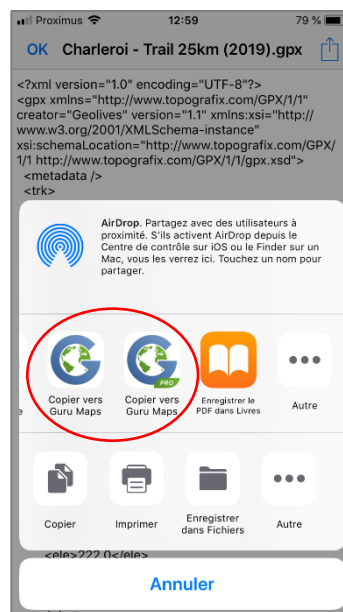 Proximus 12:59 79 %
OK Charleroi - Trail 25km (2019).gpx
<?xml version="1.0" encoding="UTF-8"?>
<gpx xmlns="http://www.topografix.com/GPX/1/1"
creator="Geolives" version="1.1" xmlns:xsi="http://
www.w3.org/2001/XMLSchema-instance"
xsi:schemaLocation="http://www.topografix.com/GPX/
1/1 http://www.topografix.com/GPX/1/1/gpx.xsd">
<metadata />
<trk>
AirDrop. Partagez avec des utilisateurs à
proximité. S'ils activent AirDrop depuis le
Centre de contrôle sur iOS ou le Finder sur un
Mac, vous les verrez ici. Touchez un nom pour
partager.
PRO
e
Copier vers
Guru Maps
Copier vers
Guru Maps
Enregistrer le
PDF dans Livres
Autre
Copier
Imprimer
Enregistrer
dans Fichiers
Autre
<ele>222.0</ele>
Annuler